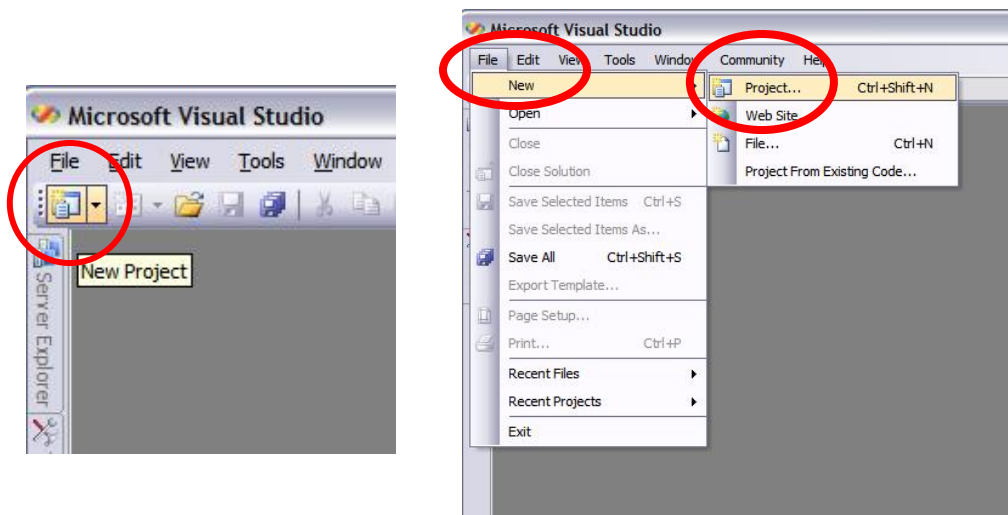 Microsoft Visual Studio
File Edit View Tools Window
New Project
Server Explorer
Microsoft Visual Studio
File Edit View Tools Window Community Help
New
Project... Ctrl+Shift+N
Open
Web Site
Close
File... Ctrl+N
Close Solution
Project From Existing Code...
Save Selected Items Ctrl+S
Save Selected Items As...
Save All Ctrl+Shift+S
Export Template...
Page Setup...
Print... Ctrl+P
Recent Files
Recent Projects
Exit